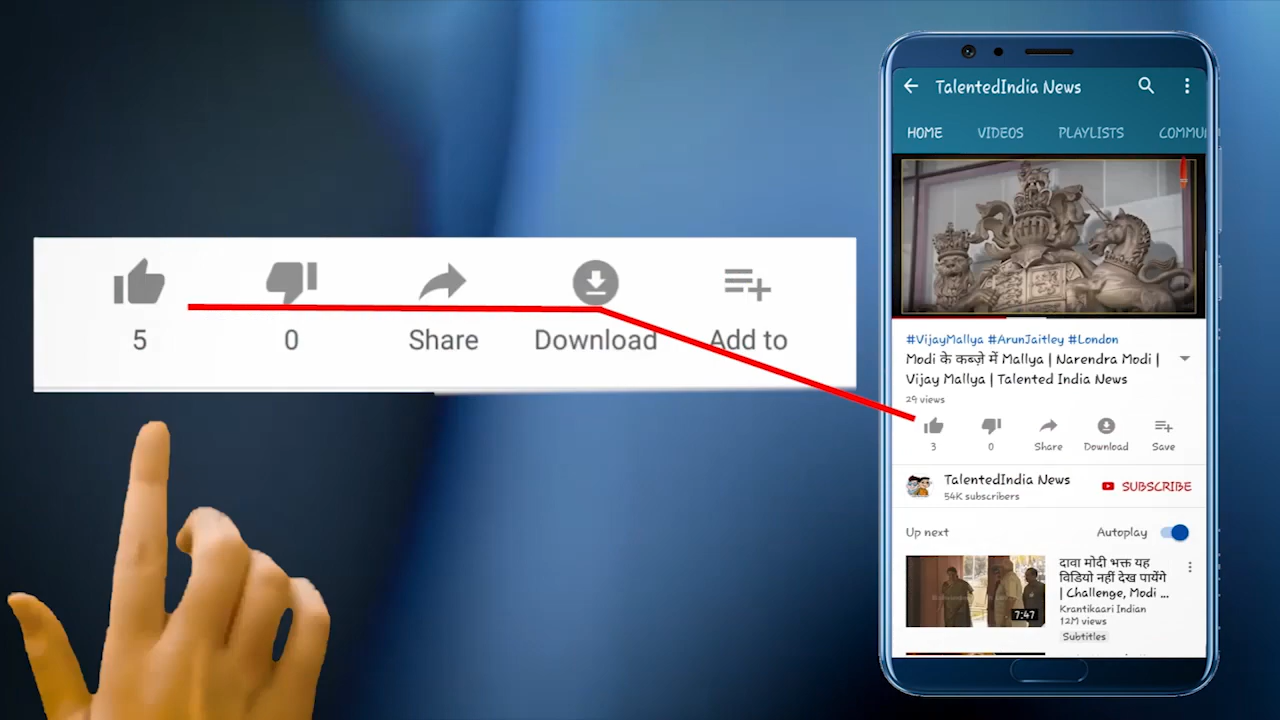 5
0
Share
Download
Add to
TalentedIndia News
HOME
VIDEOS
PLAYLISTS
COMMU
#VijayMallya #ArunJaitley #London
Modi के कब्ज़े में Mallya | Narendra Modi |
Vijay Mallya | Talented India News
29 views
3
0
Share
Download
Save
TalentedIndia News
54K subscribers
SUBSCRIBE
Up next
Autoplay
7:47
दावा मोदी भक्त यह
विडियो नहीं देख पायेंगे
| Challenge, Modi ...
Krantikaari Indian
12M views
Subtitles